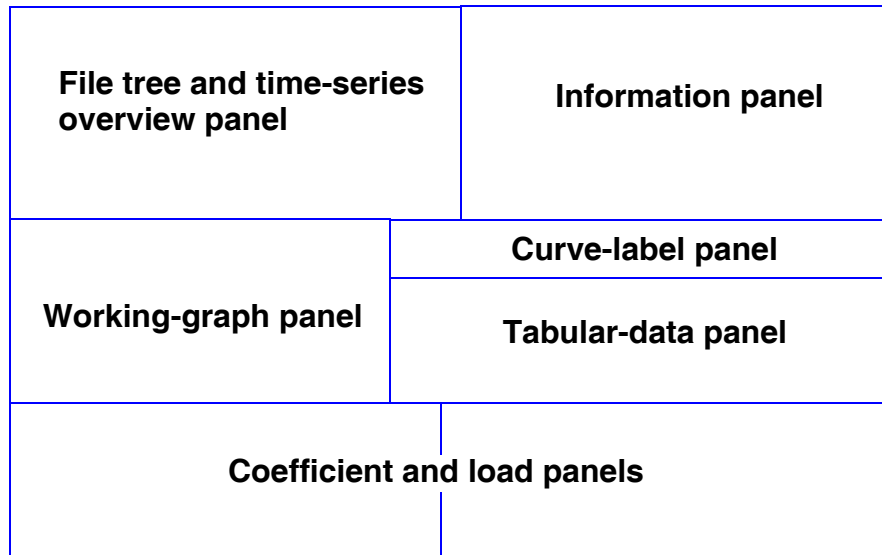 File tree and time-series
overview panel
Information panel
Curve-label panel
Working-graph panel
Tabular-data panel
Coefficient and load panels